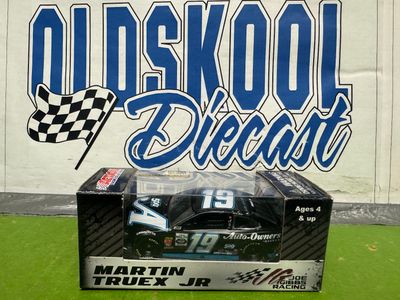 OLDSKOOL
Diecast
19
Ages 4
& up
Auto-Owners
19
MARTIN
TRUEX JR
JOE
GIBBS
RACING